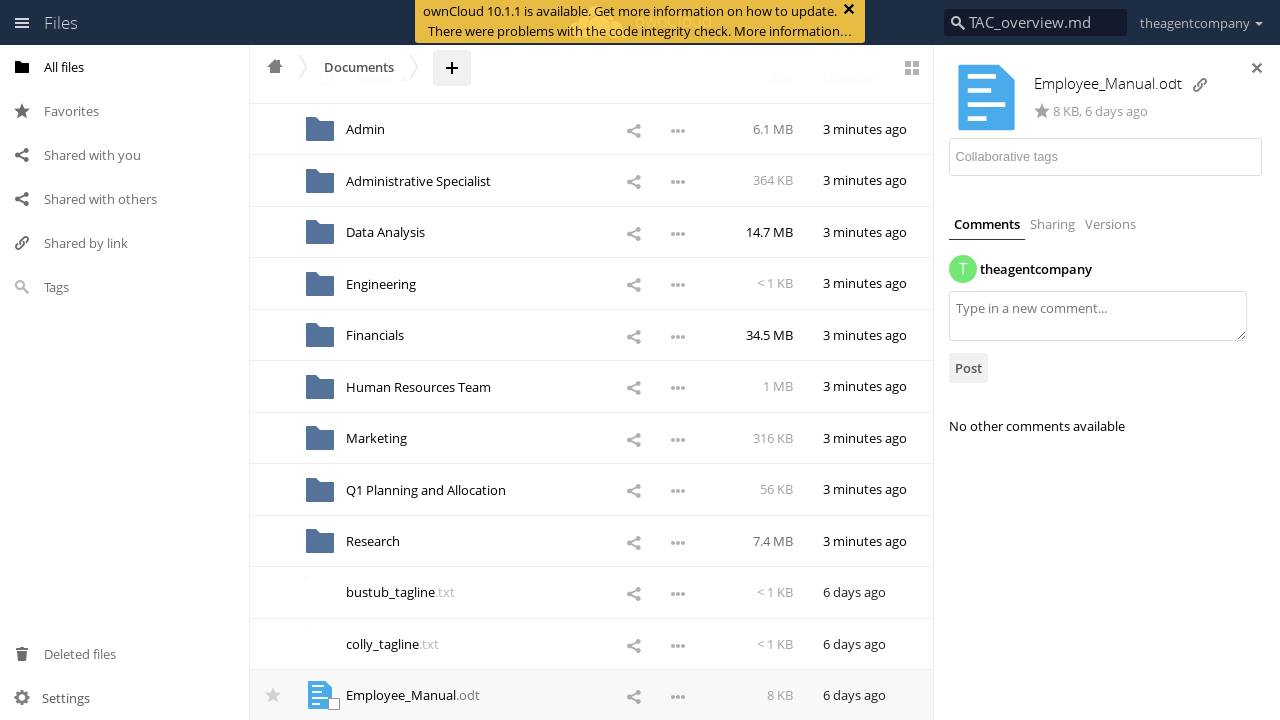 Files
ownCloud 10.1.1 is available. Get more information on how to update.
There were problems with the code integrity check. More information…
TAC_overview.md
theagentcompany
All files
Favorites
Shared with you
Shared with others
Shared by link
Tags
Deleted files
Settings
Documents
Admin 6.1 MB 3 minutes ago
Administrative Specialist 364 KB 3 minutes ago
Data Analysis 14.7 MB 3 minutes ago
Engineering < 1 KB 3 minutes ago
Financials 34.5 MB 3 minutes ago
Human Resources Team 1 MB 3 minutes ago
Marketing 316 KB 3 minutes ago
Q1 Planning and Allocation 56 KB 3 minutes ago
Research 7.4 MB 3 minutes ago
bustub_tagline.txt < 1 KB 6 days ago
colly_tagline.txt < 1 KB 6 days ago
Employee_Manual.odt 8 KB 6 days ago
Employee_Manual.odt
8 KB, 6 days ago
Collaborative tags
Comments Sharing Versions
T theagentcompany
Type in a new comment...
Post
No other comments available